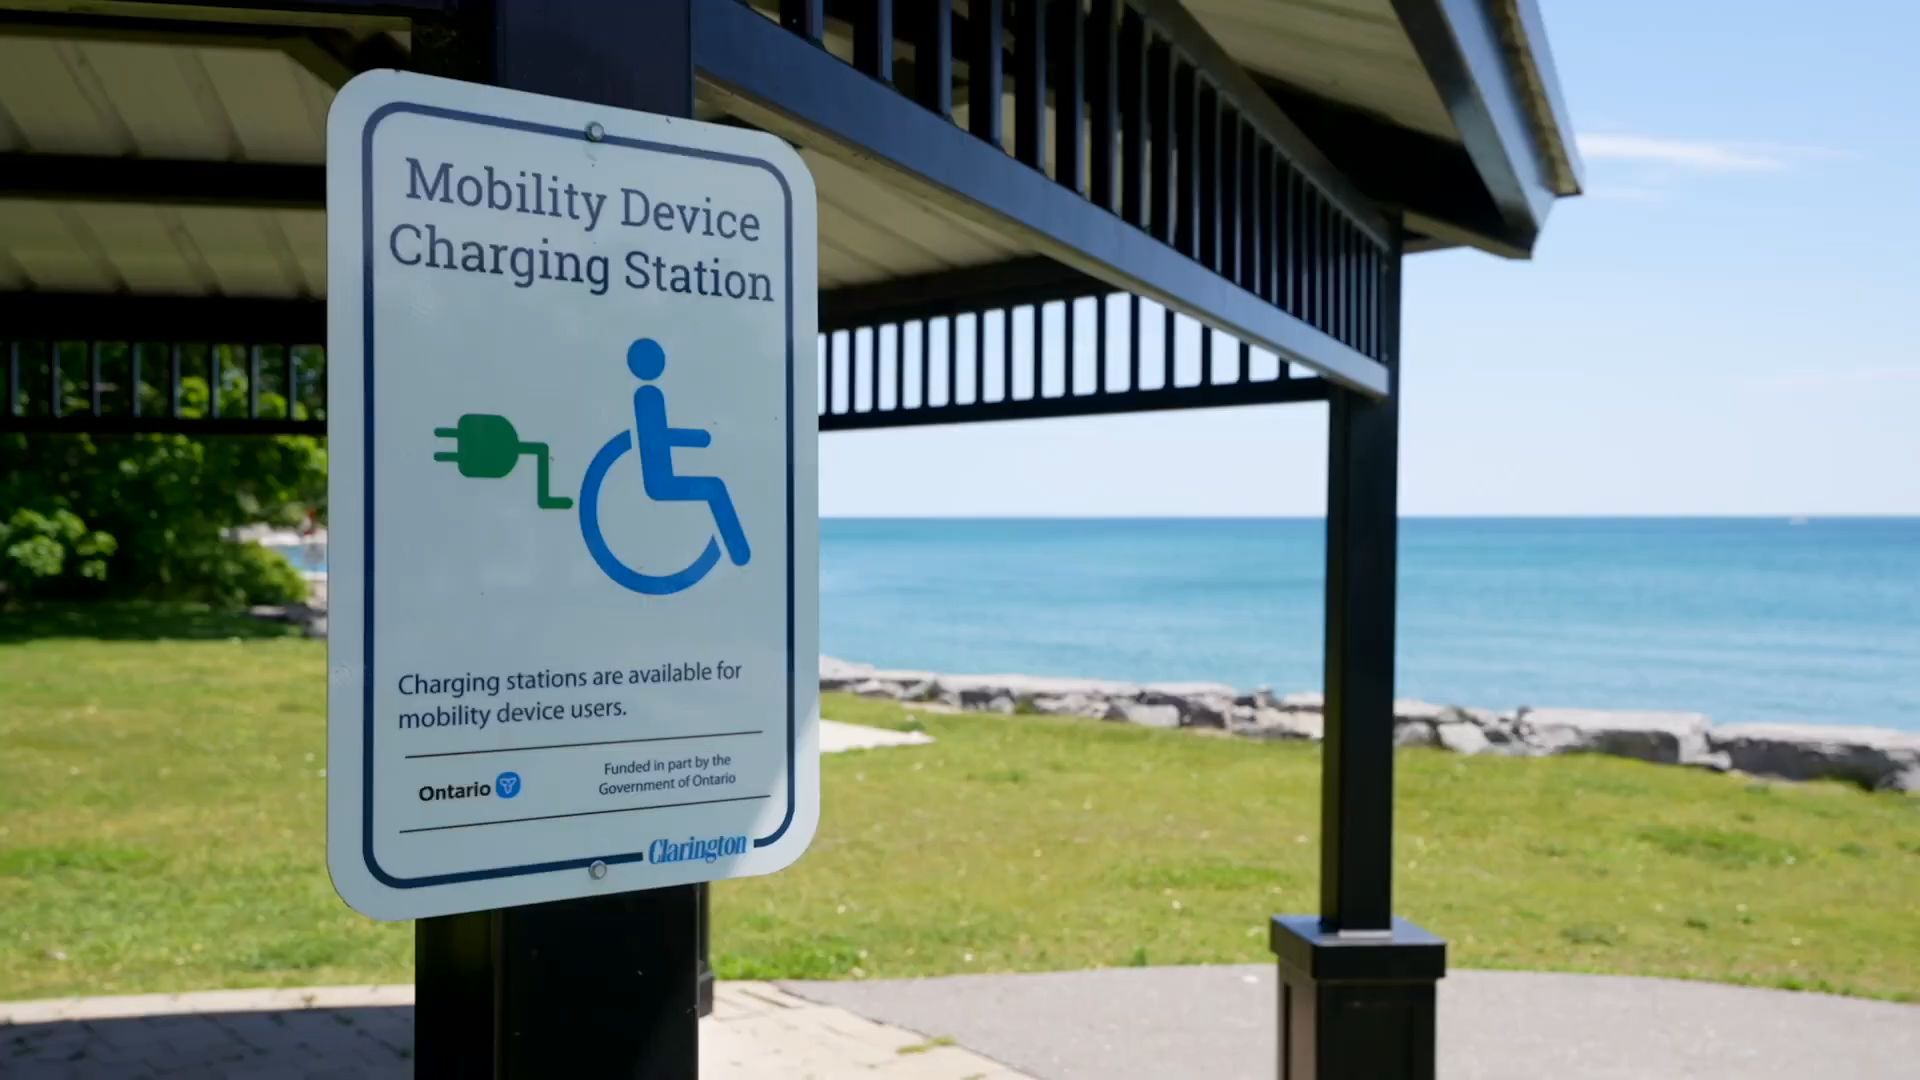 Mobility Device
Charging Station
Charging stations are available for
mobility device users.
Ontario
Funded in part by the
Government of Ontario
Clarington